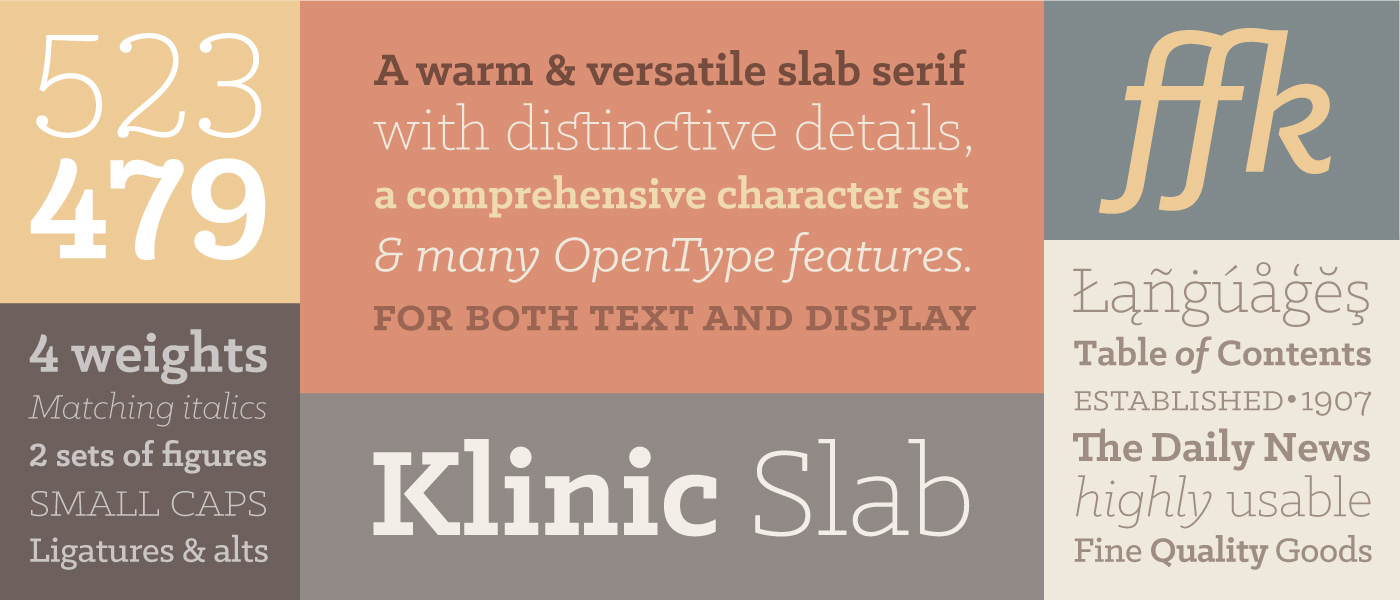 523
479
4 weights
Matching italics
2 sets of figures
SMALL CAPS
Ligatures & alts
A warm & versatile slab serif
with distinctive details,
a comprehensive character set
& many OpenType features.
FOR BOTH TEXT AND DISPLAY
Klinic Slab
ffk
Łąñġúåģĕş
Table of Contents
ESTABLISHED•1907
The Daily News
highly usable
Fine Quality Goods